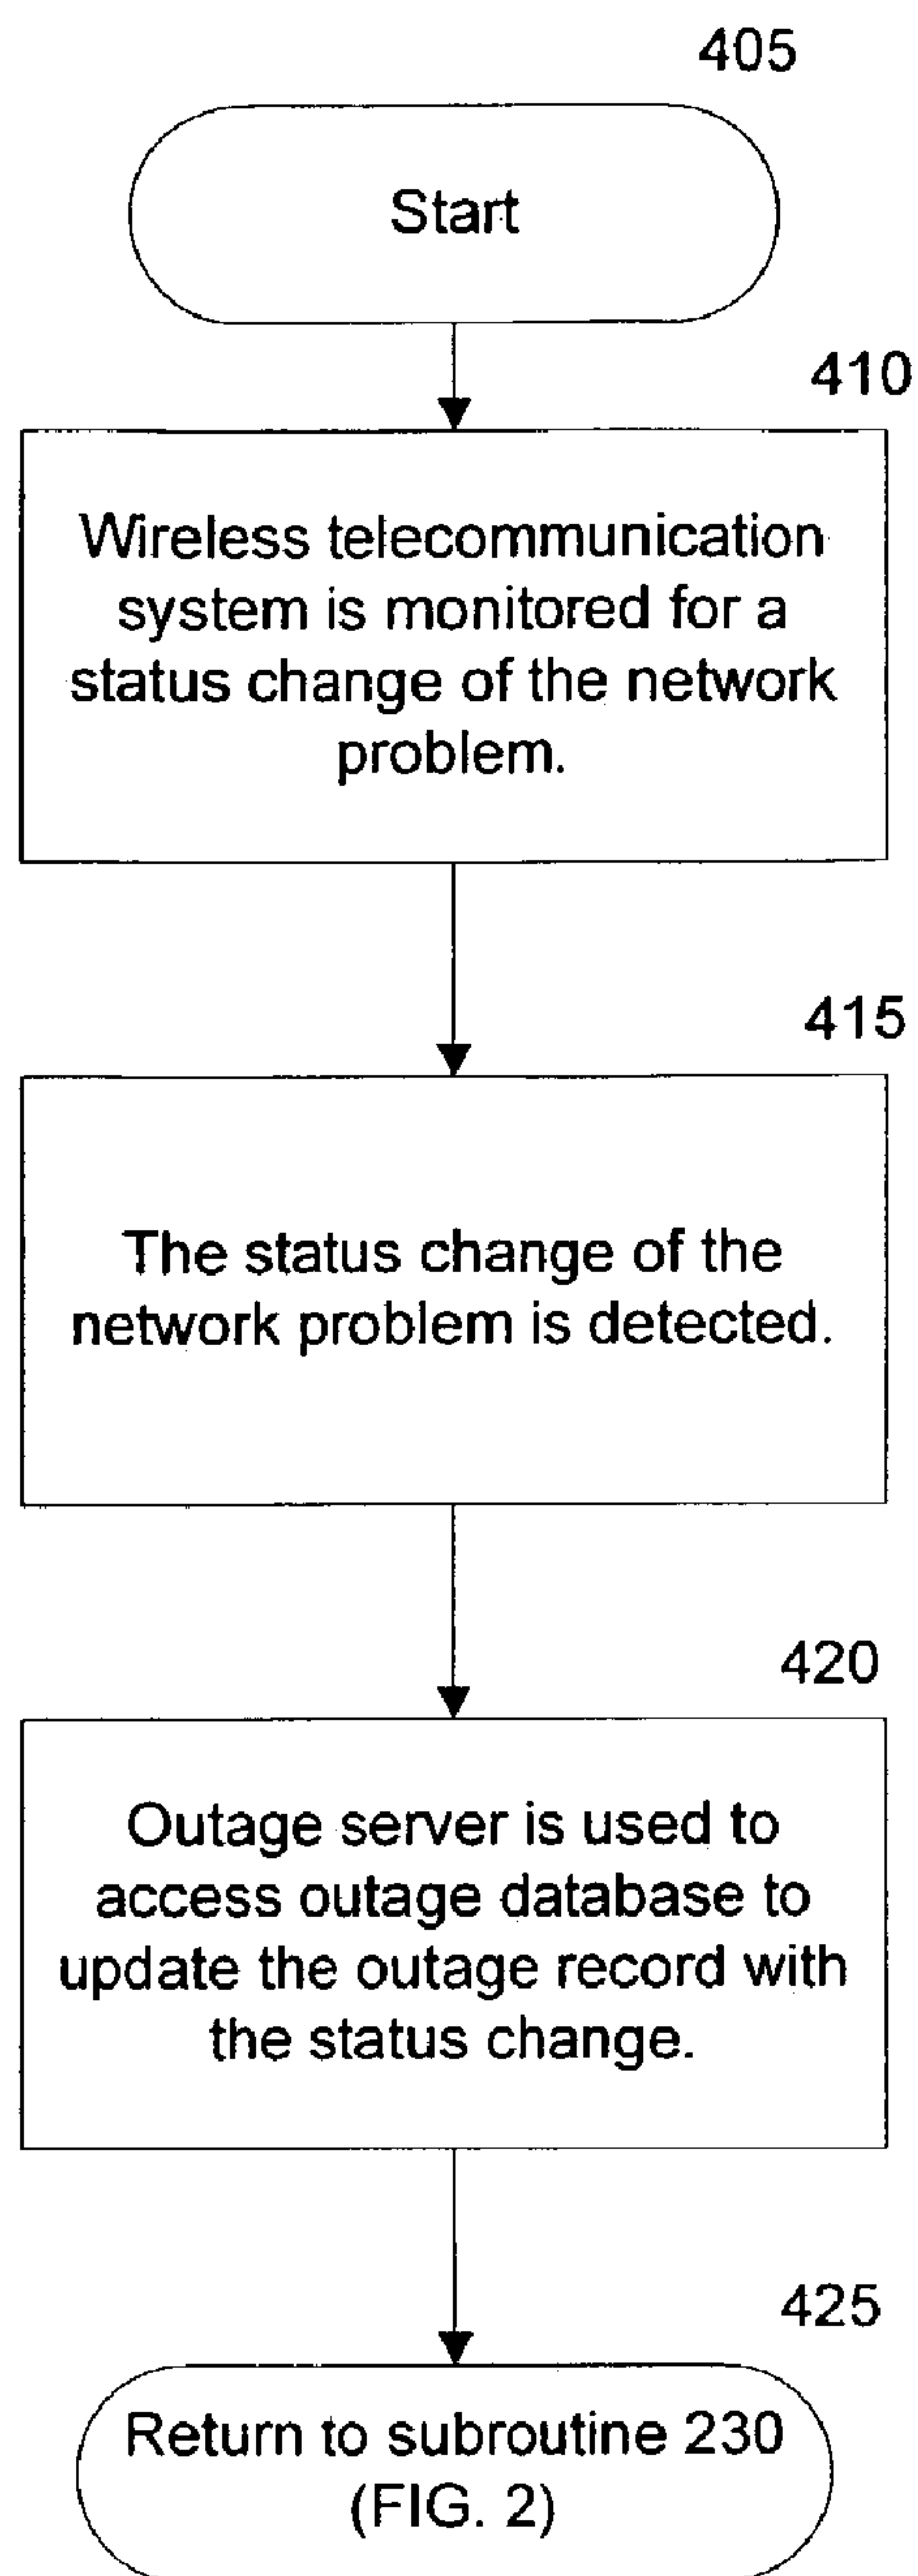 405
Start
410
Wireless telecommunication
system is monitored for a
status change of the network
problem.
415
The status change of the
network problem is detected.
420
Outage server is used to
access outage database to
update the outage record with
the status change.
425
Return to subroutine 230
(FIG. 2)